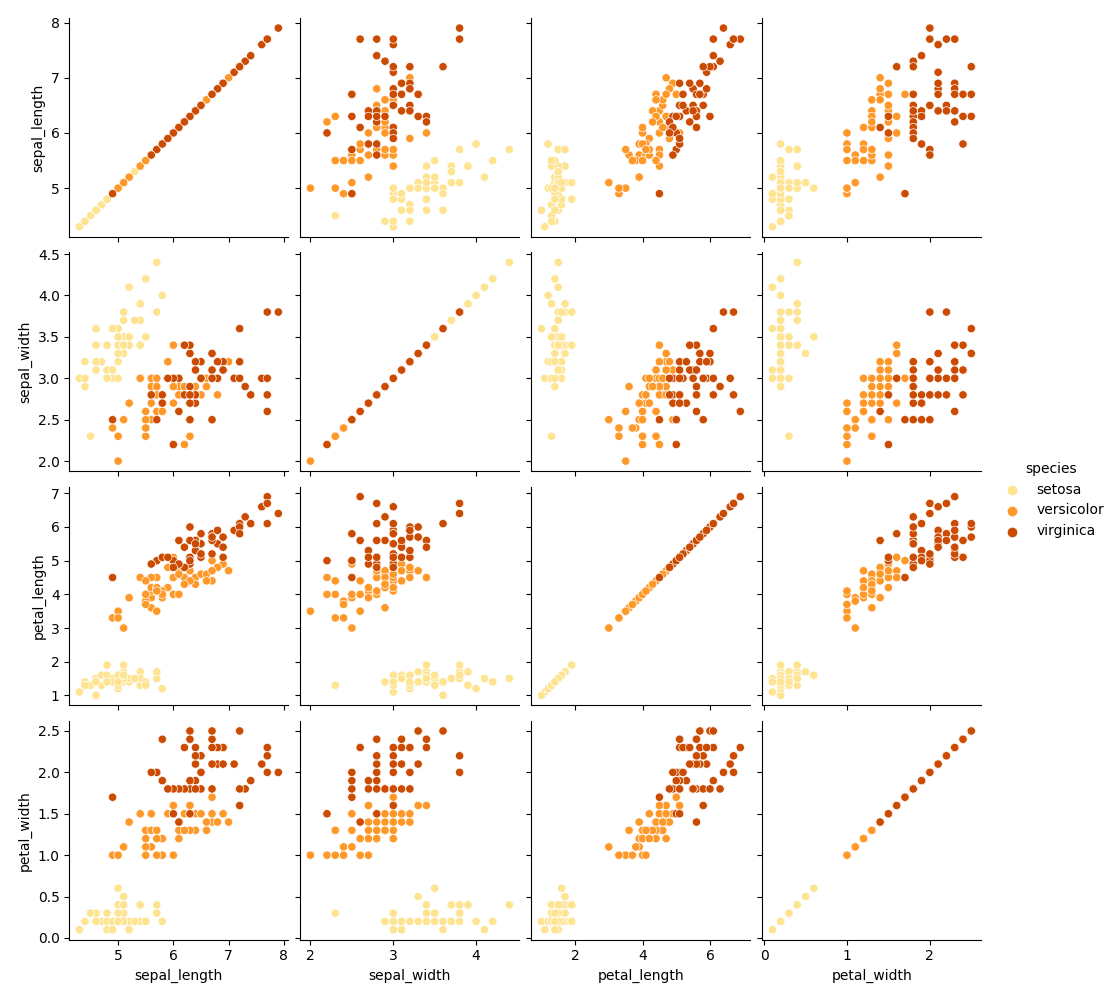 8
7
6
5
sepal_length
4.5
4.0
3.5
3.0
2.5
2.0
sepal_width
species
setosa
versicolor
virginica
7
6
5
4
3
2
1
petal_length
2.5
2.0
1.5
1.0
0.5
0.0
petal_width
5 6 7 8
2 3 4
2 4 6
0 1 2
sepal_length
sepal_width
petal_length
petal_width